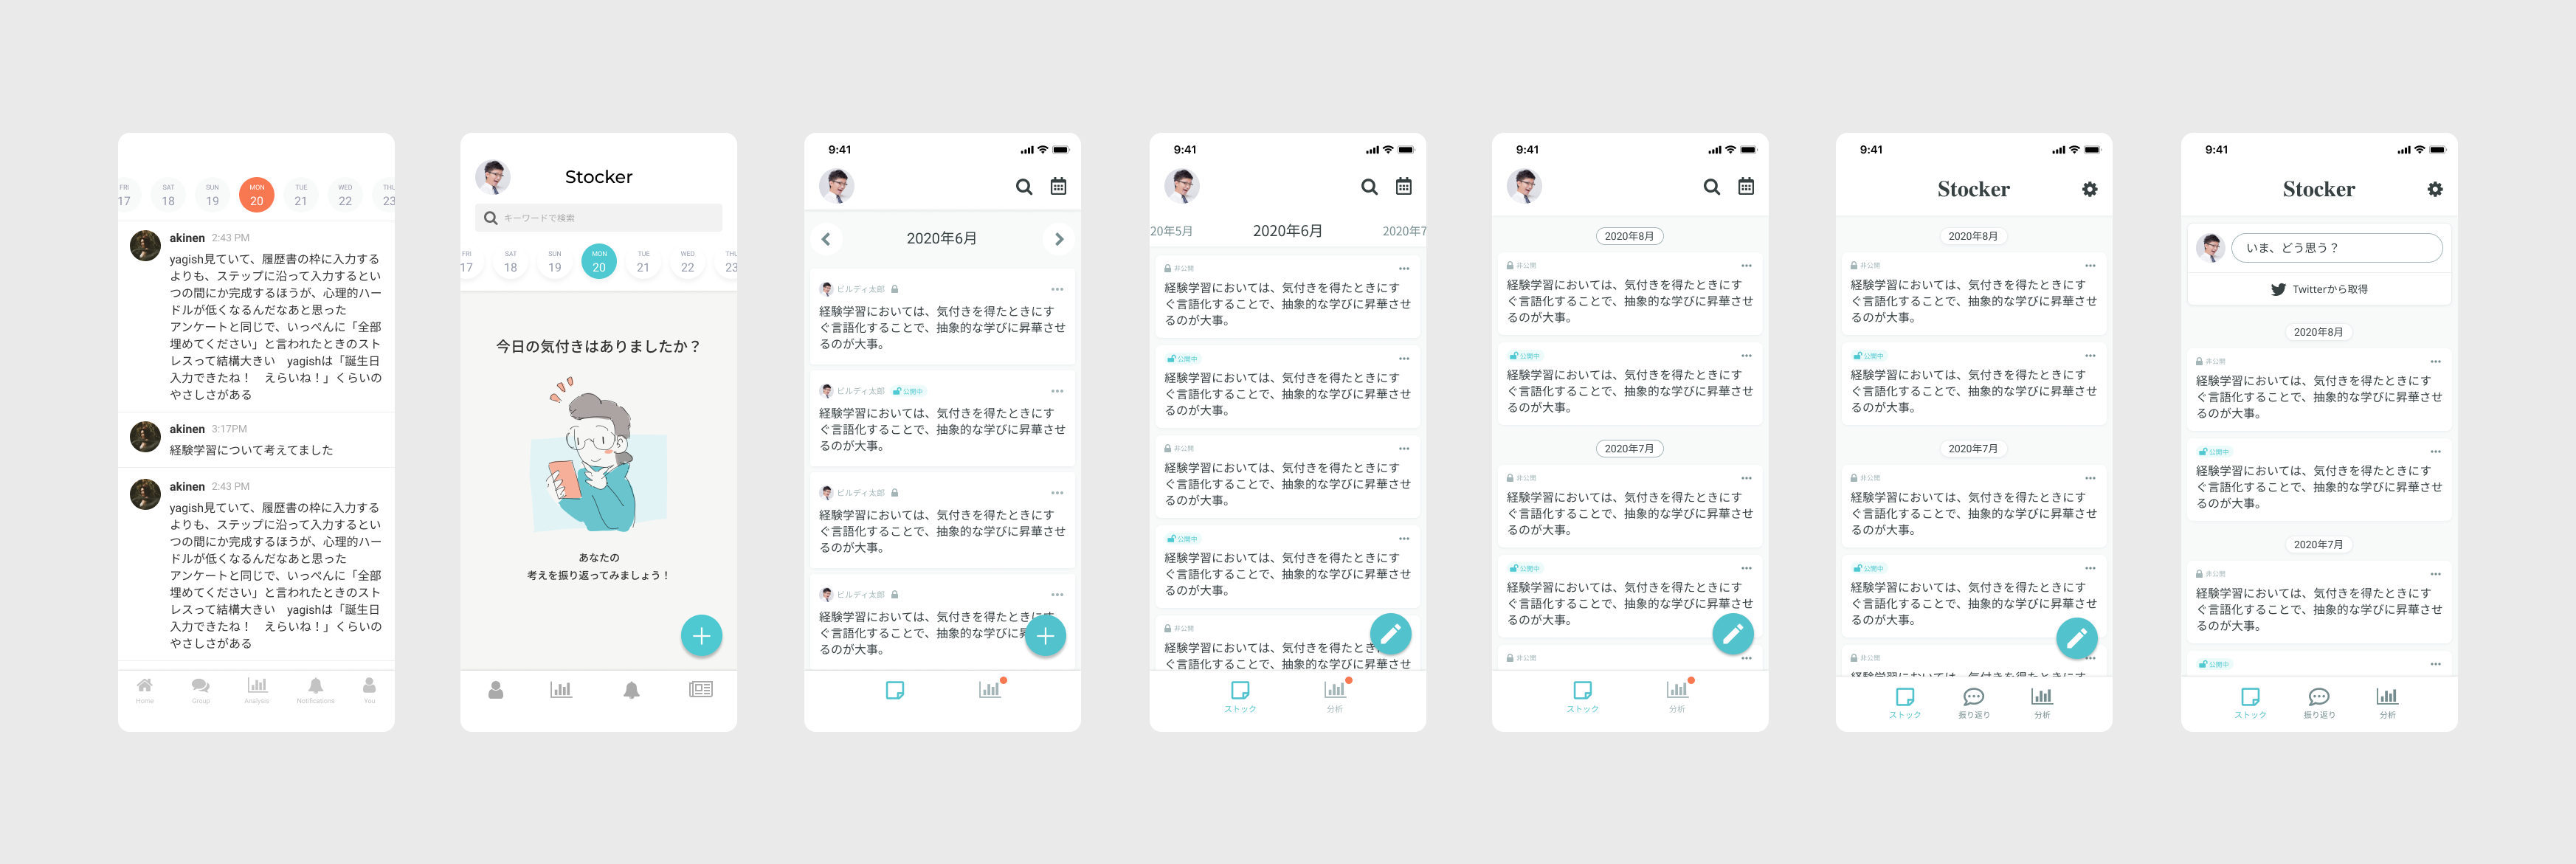 FRI
17
SAT
18
SUN
19
MON
20
TUE
21
WED
22
THU
23
akinen 2:43 PM
yagish見ていて、履歴書の枠に入力する
よりも、ステップに沿って入力するとい
つの間にか完成するほうが、心理的ハー
ドルが低くなるんだなあと思った
アンケートと同じで、いっぺんに「全部
埋めてください」と言われたときのスト
レスって結構大きい　yagishは「誕生日
入力できたね！　えらいね！」くらいの
やさしさがある
akinen 3:17PM
経験学習について考えてました
akinen 2:43 PM
yagish見ていて、履歴書の枠に入力する
よりも、ステップに沿って入力するとい
つの間にか完成するほうが、心理的ハー
ドルが低くなるんだなあと思った
アンケートと同じで、いっぺんに「全部
埋めてください」と言われたときのスト
レスって結構大きい　yagishは「誕生日
入力できたね！　えらいね！」くらいの
やさしさがある
Home
Group
Analysis
Notifications
You
Stocker
キーワードで検索
FRI
17
SAT
18
SUN
19
MON
20
TUE
21
WED
22
THU
23
今日の気付きはありましたか？
あなたの
考えを振り返ってみましょう！
9:41
2020年6月
ビルディ太郎
経験学習においては、気付きを得たときにす
ぐ言語化することで、抽象的な学びに昇華させ
るのが大事。
ビルディ太郎 公開中
経験学習においては、気付きを得たときにす
ぐ言語化することで、抽象的な学びに昇華させ
るのが大事。
ビルディ太郎
経験学習においては、気付きを得たときにす
ぐ言語化することで、抽象的な学びに昇華させ
るのが大事。
ビルディ太郎
経験学習においては、気付きを得たときにす
ぐ言語化することで、抽象的な学びに昇
るのが大事。
9:41
20年5月
2020年6月
2020年7
非公開
経験学習においては、気付きを得たときにす
ぐ言語化することで、抽象的な学びに昇華させ
るのが大事。
公開中
経験学習においては、気付きを得たときにす
ぐ言語化することで、抽象的な学びに昇華させ
るのが大事。
非公開
経験学習においては、気付きを得たときにす
ぐ言語化することで、抽象的な学びに昇華させ
るのが大事。
公開中
経験学習においては、気付きを得たときにす
ぐ言語化することで、抽象的な学びに昇華させ
るのが大事。
非公開
経験学習においては、気付きを得たとき
ぐ言語化することで、抽象的な学びに昇華させ
ストック
分析
9:41
2020年8月
非公開
経験学習においては、気付きを得たときにす
ぐ言語化することで、抽象的な学びに昇華させ
るのが大事。
公開中
経験学習においては、気付きを得たときにす
ぐ言語化することで、抽象的な学びに昇華させ
るのが大事。
2020年7月
非公開
経験学習においては、気付きを得たときにす
ぐ言語化することで、抽象的な学びに昇華させ
るのが大事。
公開中
経験学習においては、気付きを得たときにす
ぐ言語化することで、抽象的な学びに昇華させ
るのが大事。
非公開
ストック
分析
9:41
Stocker
2020年8月
非公開
経験学習においては、気付きを得たときにす
ぐ言語化することで、抽象的な学びに昇華させ
るのが大事。
公開中
経験学習においては、気付きを得たときにす
ぐ言語化することで、抽象的な学びに昇華させ
るのが大事。
2020年7月
非公開
経験学習においては、気付きを得たときにす
ぐ言語化することで、抽象的な学びに昇華させ
るのが大事。
公開中
経験学習においては、気付きを得たときにす
ぐ言語化することで、抽象的な学びに昇華させ
るのが大事。
非公開
ストック
振り返り
分析
9:41
Stocker
いま、どう思う？
Twitterから取得
2020年8月
非公開
経験学習においては、気付きを得たときにす
ぐ言語化することで、抽象的な学びに昇華させ
るのが大事。
公開中
経験学習においては、気付きを得たときにす
ぐ言語化することで、抽象的な学びに昇華させ
るのが大事。
2020年7月
非公開
経験学習においては、気付きを得たときにす
ぐ言語化することで、抽象的な学びに昇華させ
るのが大事。
公開中
ストック
振り返り
分析